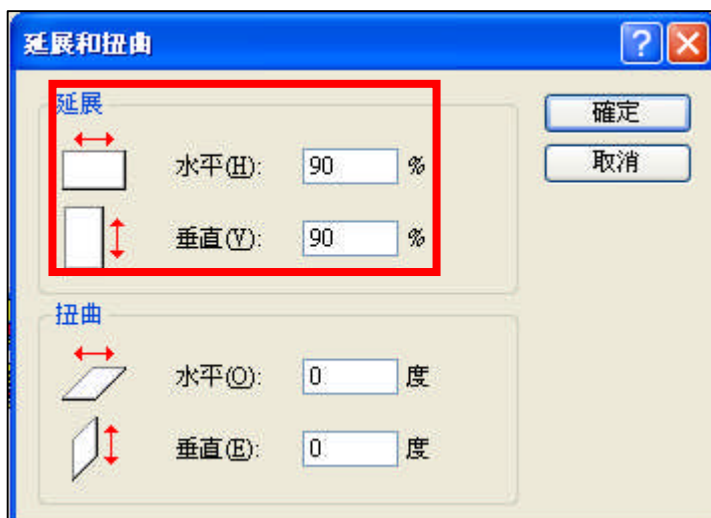 延展和扭曲
延展
水平(H): 90 %
垂直(V): 90 %
確定
取消
扭曲
水平(O): 0 度
垂直(E): 0 度